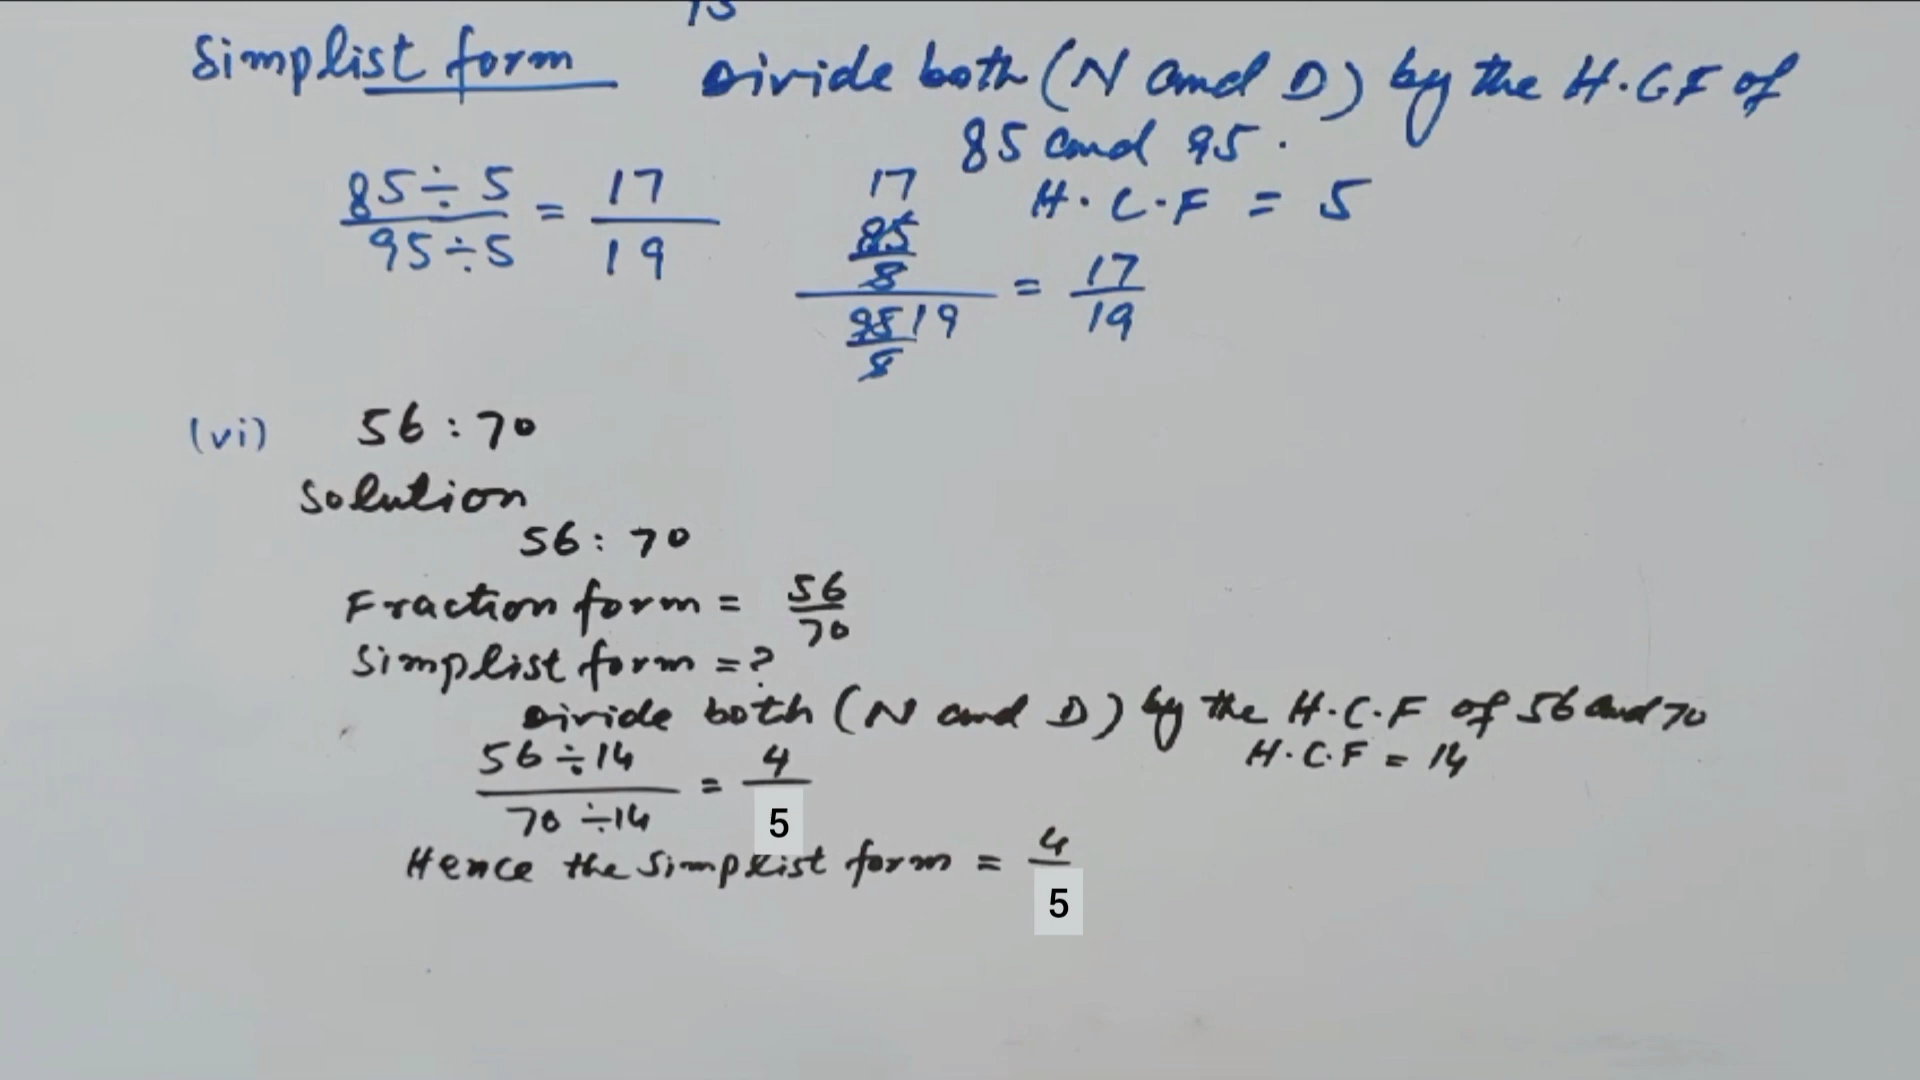 Simplist form Divide both (N and D) by the H.C.F of
85 and 95.
H.C.F = 5
85÷5 / 95÷5 = 17/19
17 85/5 / 95/5 19 = 17/19
(vi) 56:70
Solution
56:70
Fraction form = 56/70
Simplist form = ?
Divide both (N and D) by the H.C.F of 56 and 70
H.C.F = 14
56÷14 / 70÷14 = 4/5
Hence the Simplist form = 4/5